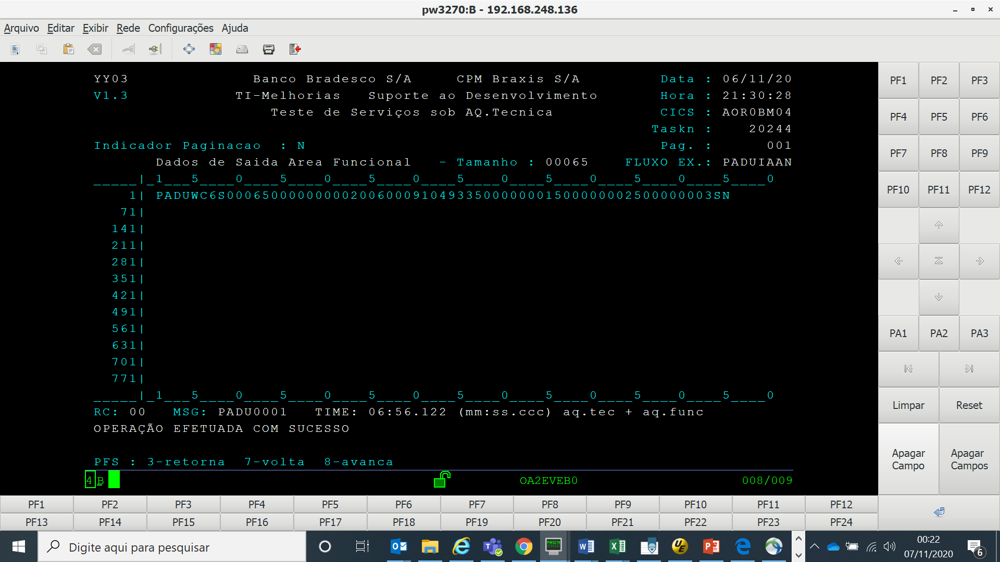 pw3270:B - 192.168.248.136
Arquivo Editar Exibir Rede Configurações Ajuda
YY03 Banco Bradesco S/A CPM Braxis S/A Data : 06/11/20
V1.3 TI-Melhorias Suporte ao Desenvolvimento Hora : 21:30:28
Teste de Serviços sob AQ.Tecnica CICS : AOR0BM04
Taskn : 20244
Indicador Paginacao : N Pag. : 001
Dados de Saida Area Funcional - Tamanho : 00065 FLUXO EX.: PADUIAAN
_____|_1___5____0____5____0____5____0____5____0____5____0____5____0
1| PADUWC6S0006500000000020060009104933500000001500000002500000003SN
71|
141|
211|
281|
351|
421|
491|
561|
631|
701|
771|
_____|_1___5____0____5____0____5____0____5____0____5____0____5____0
RC: 00 MSG: PADU0001 TIME: 06:56.122 (mm:ss.ccc) aq.tec + aq.func
OPERAÇÃO EFETUADA COM SUCESSO
PFS : 3-retorna 7-volta 8-avanca
4 B OA2EVEB0 008/009
PF1 PF2 PF3
PF4 PF5 PF6
PF7 PF8 PF9
PF10 PF11 PF12
PA1 PA2 PA3
Limpar Reset
Apagar Campo Apagar Campos
PF1 PF2 PF3 PF4 PF5 PF6 PF7 PF8 PF9 PF10 PF11 PF12
PF13 PF14 PF15 PF16 PF17 PF18 PF19 PF20 PF21 PF22 PF23 PF24
Digite aqui para pesquisar
00:22
07/11/2020
6